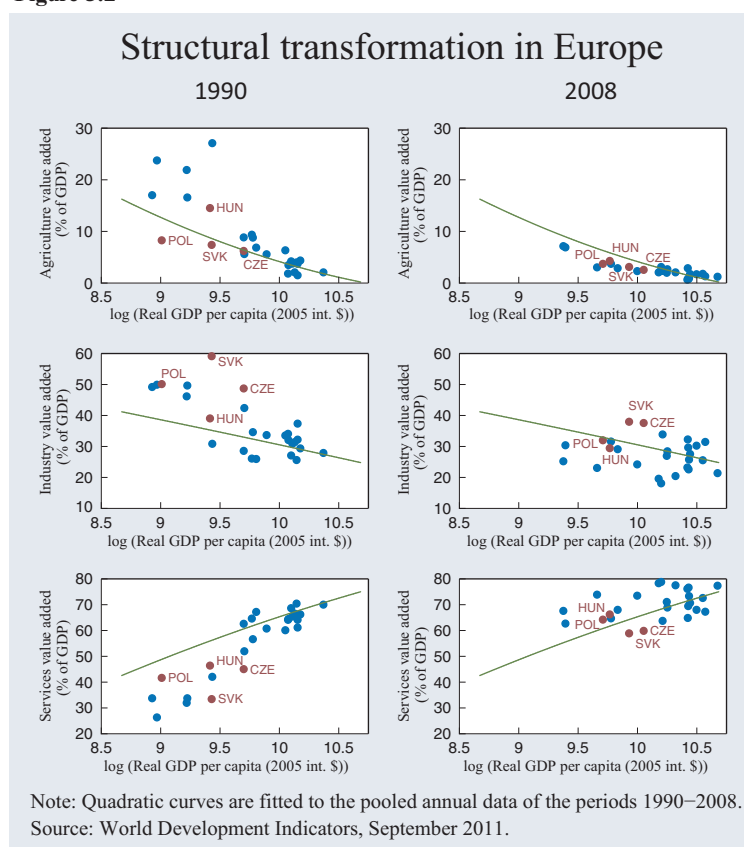 Structural transformation in Europe
1990
2008
Agriculture value added
(% of GDP)
30
20
10
0
HUN
POL
SVK
CZE
8.5 9 9.5 10 10.5
log (Real GDP per capita (2005 int. $))
Agriculture value added
(% of GDP)
30
20
10
0
HUN
POL
CZE
SVK
8.5 9 9.5 10 10.5
log (Real GDP per capita (2005 int. $))
Industry value added
(% of GDP)
60
50
40
30
20
10
SVK
POL
CZE
HUN
8.5 9 9.5 10 10.5
log (Real GDP per capita (2005 int. $))
Industry value added
(% of GDP)
60
50
40
30
20
10
SVK
CZE
POL
HUN
8.5 9 9.5 10 10.5
log (Real GDP per capita (2005 int. $))
Services value added
(% of GDP)
80
70
60
50
40
30
20
HUN
POL
CZE
SVK
8.5 9 9.50 10 10.5
log (Real GDP per capita (2005 int. $))
Services value added
(% of GDP)
80
70
60
50
40
30
20
HUN
POL
CZE
SVK
8.5 9 9.5 10 10.5
log (Real GDP per capita (2005 int. $))
Note: Quadratic curves are fitted to the pooled annual data of the periods 1990−2008.
Source: World Development Indicators, September 2011.